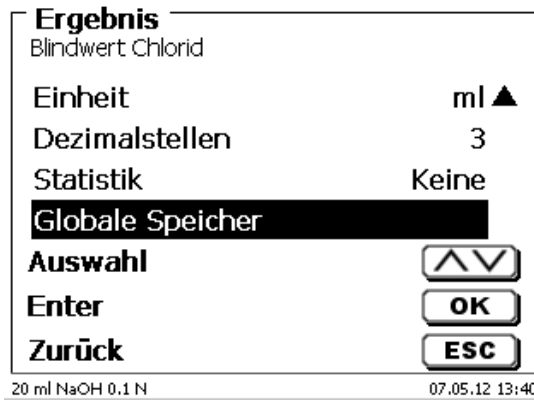 Ergebnis
Blindwert Chlorid
Einheit ml
Dezimalstellen 3
Statistik Keine
Globale Speicher
Auswahl
Enter OK
Zurück ESC
20 ml NaOH 0.1 N 07.05.12 13:40